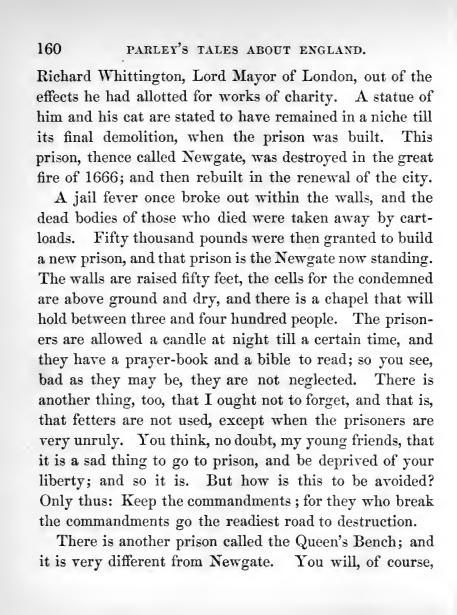 160 PARLEY'S TALES ABOUT ENGLAND.
Richard Whittington, Lord Mayor of London, out of the
effects he had allotted for works of charity. A statue of
him and his cat are stated to have remained in a niche till
its final demolition, when the prison was built. This
prison, thence called Newgate, was destroyed in the great
fire of 1666; and then rebuilt in the renewal of the city.
A jail fever once broke out within the walls, and the
dead bodies of those who died were taken away by cart-
loads. Fifty thousand pounds were then granted to build
a new prison, and that prison is the Newgate now standing.
The walls are raised fifty feet, the cells for the condemned
are above ground and dry, and there is a chapel that will
hold between three and four hundred people. The prison-
ers are allowed a candle at night till a certain time, and
they have a prayer-book and a bible to read; so you see,
bad as they may be, they are not neglected. There is
another thing, too, that I ought not to forget, and that is,
that fetters are not used, except when the prisoners are
very unruly. You think, no doubt, my young friends, that
it is a sad thing to go to prison, and be deprived of your
liberty; and so it is. But how is this to be avoided?
Only thus: Keep the commandments; for they who break
the commandments go the readiest road to destruction.
There is another prison called the Queen's Bench; and
it is very different from Newgate. You will, of course,